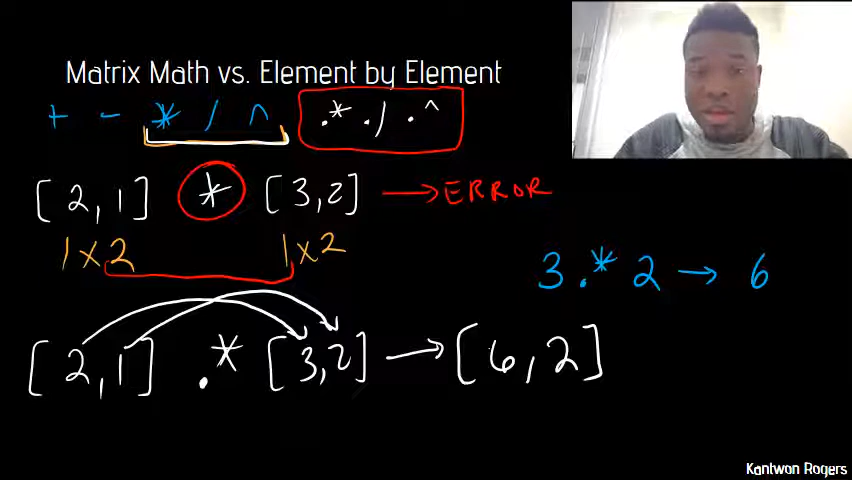 Matrix Math vs. Element by Element
+ - * / ^ .* ./ .^
[2,1] * [3,2] → ERROR
1x2 1x2
3 .* 2 → 6
[2,1] .* [3,2] → [6,2]
Kantwon Rogers